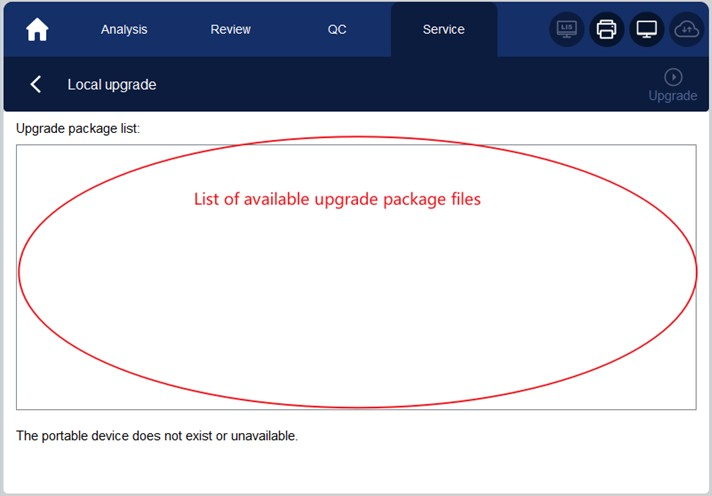 Analysis
Review
QC
Service
LIS
Local upgrade
Upgrade
Upgrade package list:
List of available upgrade package files
The portable device does not exist or unavailable.